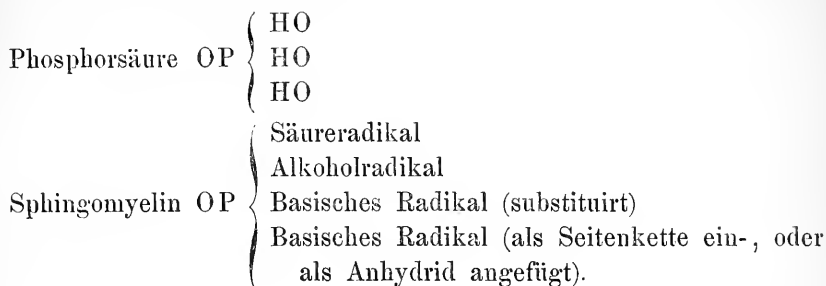 HO
Phosphorsäure OP HO
HO
Säureradikal
Alkoholradikal
Sphingomyelin OP Basisches Radikal (substituirt)
Basisches Radikal (als Seitenkette ein-, oder
als Anhydrid angefügt).